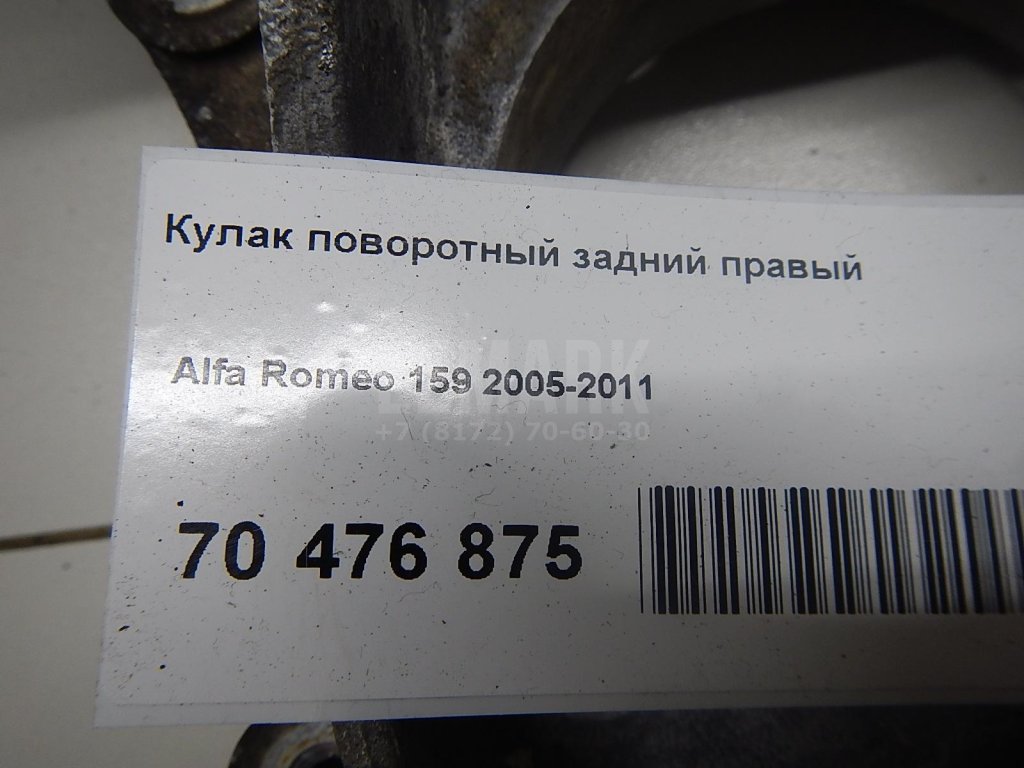 Кулак поворотный задний правый
Alfa Romeo 159 2005-2011
+7 (8172) 70-60-30
70 476 875